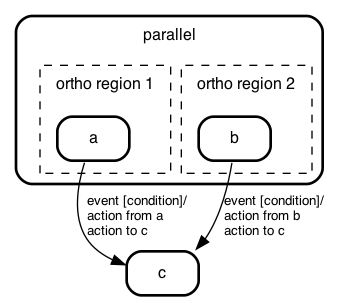 parallel
ortho region 1
ortho region 2
a
b
event [condition]/
action from a
action to c
event [condition]/
action from b
action to c
c